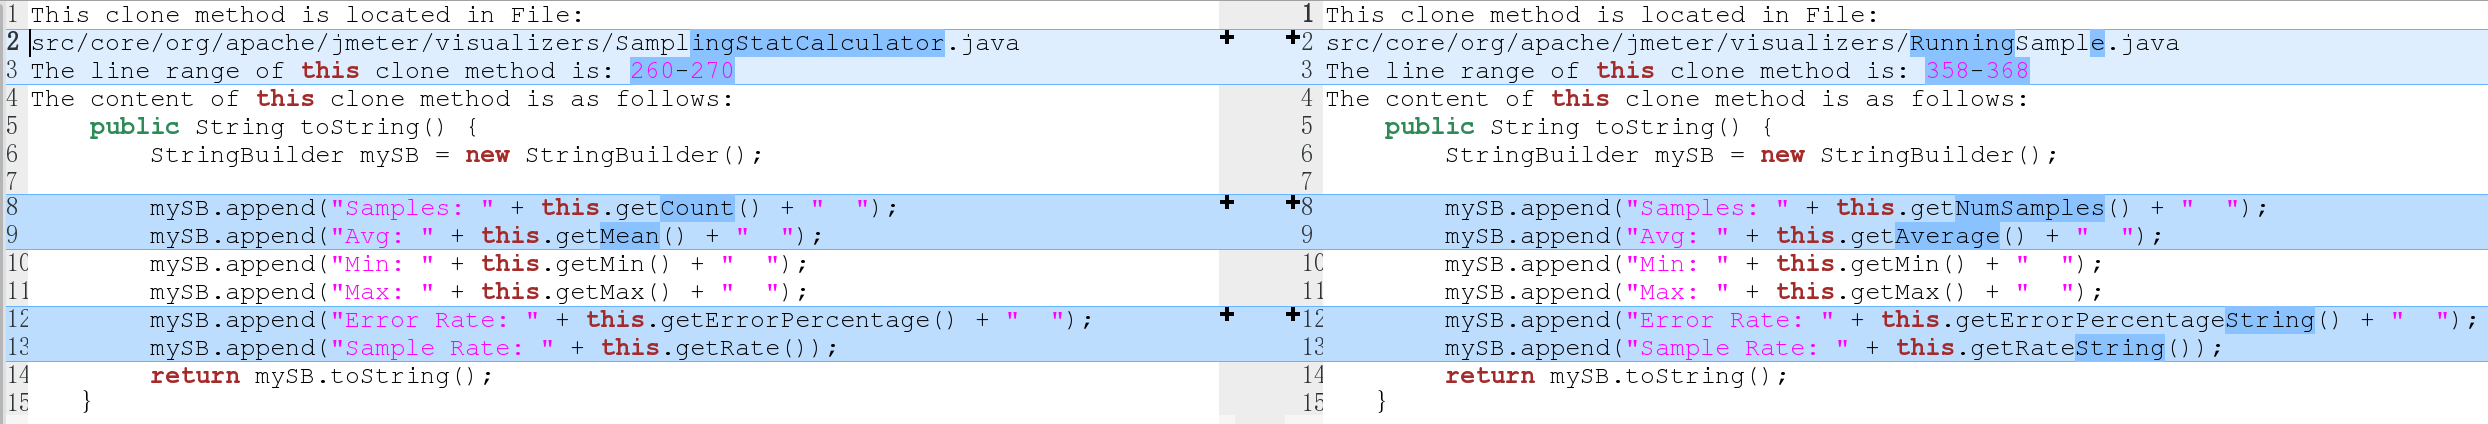 1 This clone method is located in File:
2 src/core/org/apache/jmeter/visualizers/SamplingStatCalculator.java
3 The line range of this clone method is: 260-270
4 The content of this clone method is as follows:
5     public String toString() {
6         StringBuilder mySB = new StringBuilder();
7
8         mySB.append("Samples: " + this.getCount() + "  ");
9         mySB.append("Avg: " + this.getMean() + "  ");
10         mySB.append("Min: " + this.getMin() + "  ");
11         mySB.append("Max: " + this.getMax() + "  ");
12         mySB.append("Error Rate: " + this.getErrorPercentage() + "  ");
13         mySB.append("Sample Rate: " + this.getRate());
14         return mySB.toString();
15     }
1 This clone method is located in File:
2 src/core/org/apache/jmeter/visualizers/RunningSample.java
3 The line range of this clone method is: 358-368
4 The content of this clone method is as follows:
5     public String toString() {
6         StringBuilder mySB = new StringBuilder();
7
8         mySB.append("Samples: " + this.getNumSamples() + "  ");
9         mySB.append("Avg: " + this.getAverage() + "  ");
10         mySB.append("Min: " + this.getMin() + "  ");
11         mySB.append("Max: " + this.getMax() + "  ");
12         mySB.append("Error Rate: " + this.getErrorPercentageString() + "  ");
13         mySB.append("Sample Rate: " + this.getRateString());
14         return mySB.toString();
15     }